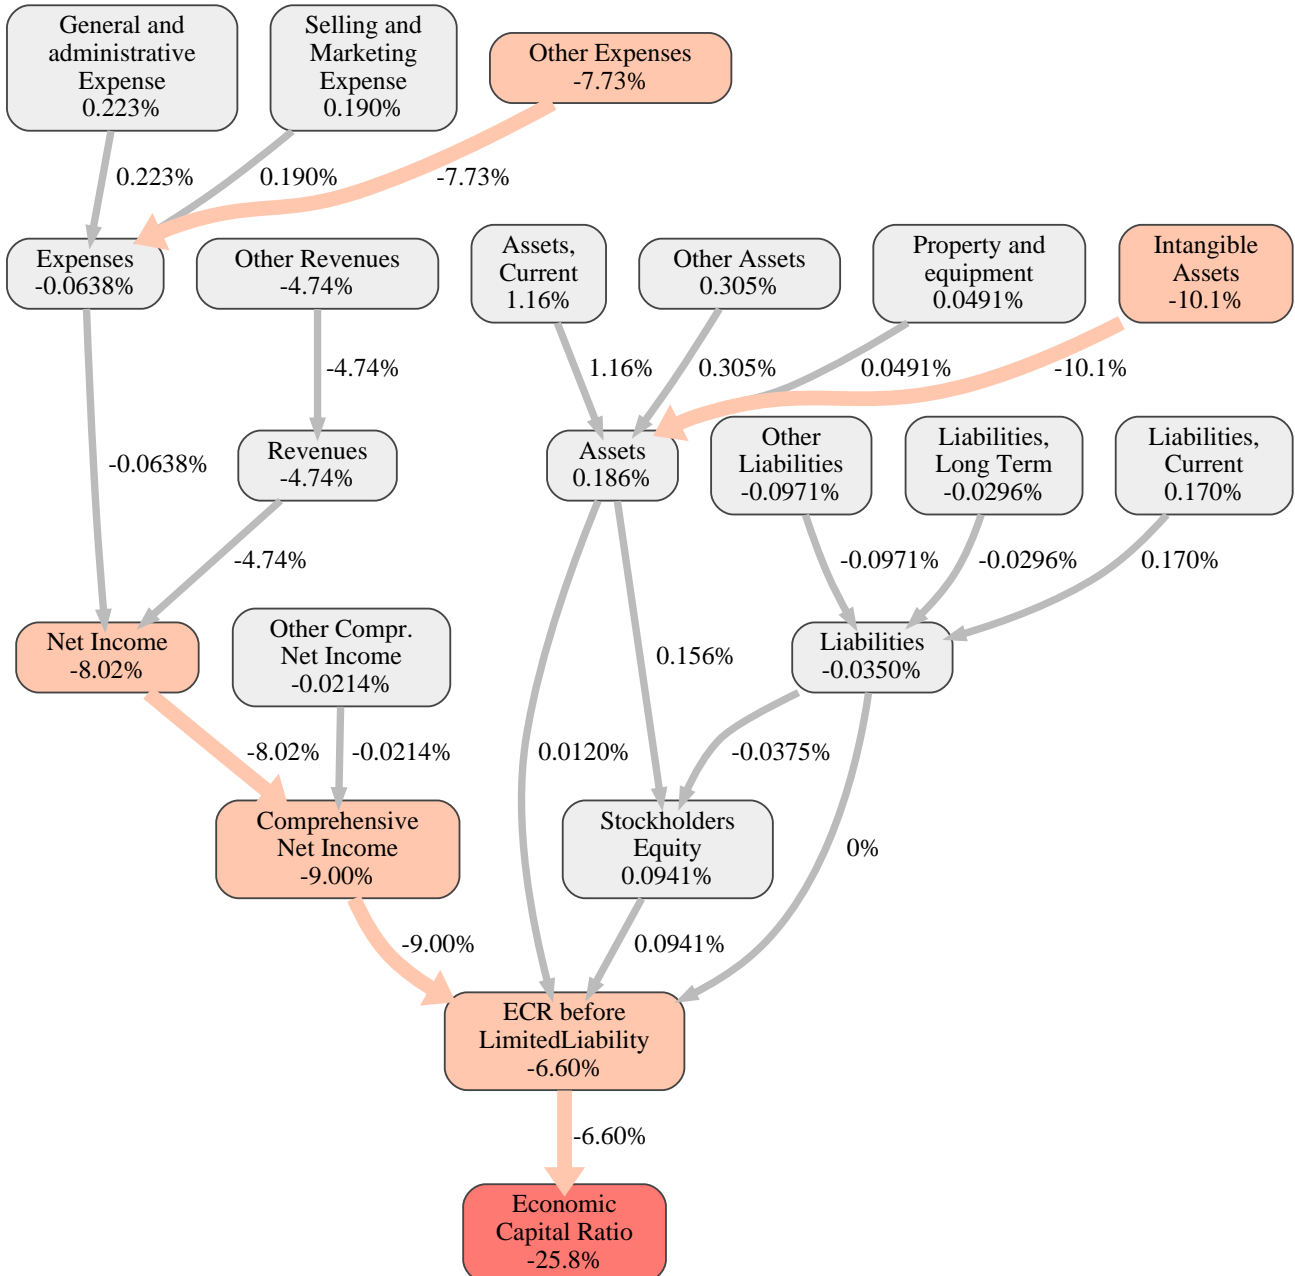 General and
administrative
Expense
0.223%
Selling and
Marketing
Expense
0.190%
Other Expenses
-7.73%
0.223%
0.190%
-7.73%
Expenses
-0.0638%
Other Revenues
-4.74%
Assets,
Current
1.16%
Other Assets
0.305%
Property and
equipment
0.0491%
Intangible
Assets
-10.1%
-4.74%
1.16%
0.305%
0.0491%
-10.1%
-0.0638%
Revenues
-4.74%
Assets
0.186%
Other
Liabilities
-0.0971%
Liabilities,
Long Term
-0.0296%
Liabilities,
Current
0.170%
-4.74%
-0.0971%
-0.0296%
0.170%
Net Income
-8.02%
Other Compr.
Net Income
-0.0214%
0.156%
Liabilities
-0.0350%
-8.02%
-0.0214%
0.0120%
-0.0375%
Comprehensive
Net Income
-9.00%
Stockholders
Equity
0.0941%
0%
-9.00%
0.0941%
ECR before
LimitedLiability
-6.60%
-6.60%
Economic
Capital Ratio
-25.8%